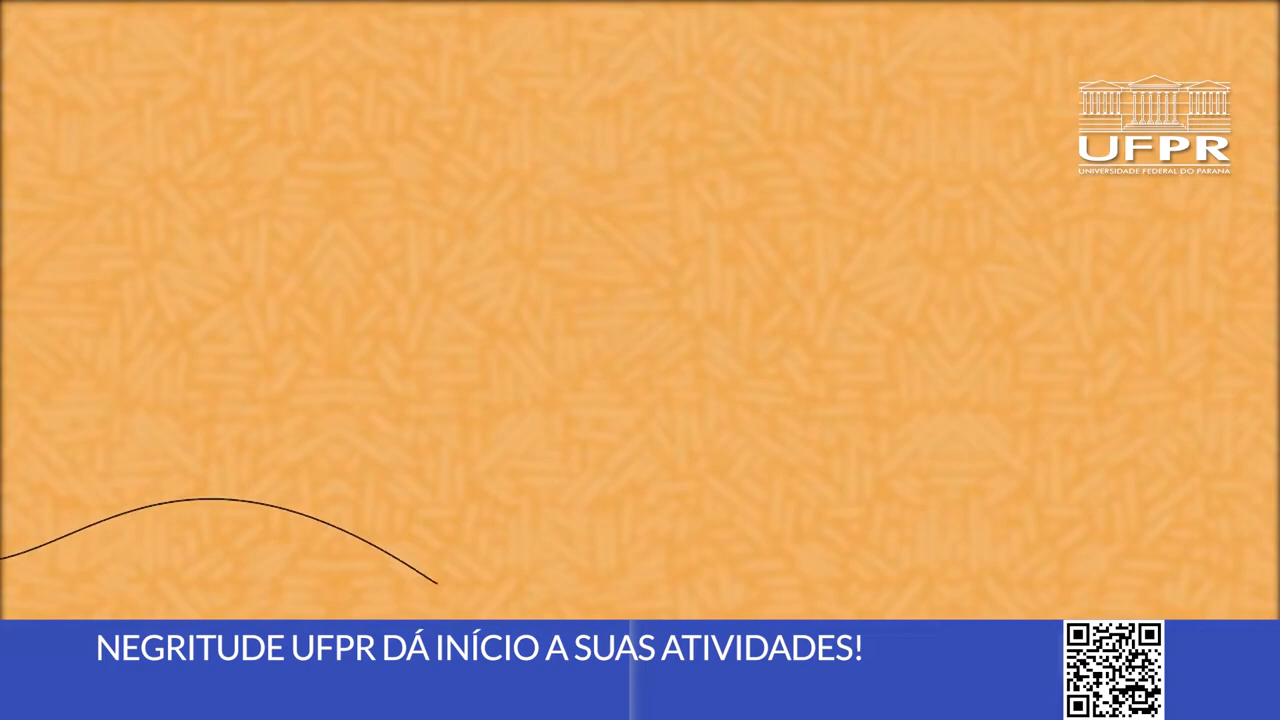 UFPR
UNIVERSIDADE FEDERAL DO PARANÁ
NEGRITUDE UFPR DÁ INÍCIO A SUAS ATIVIDADES!